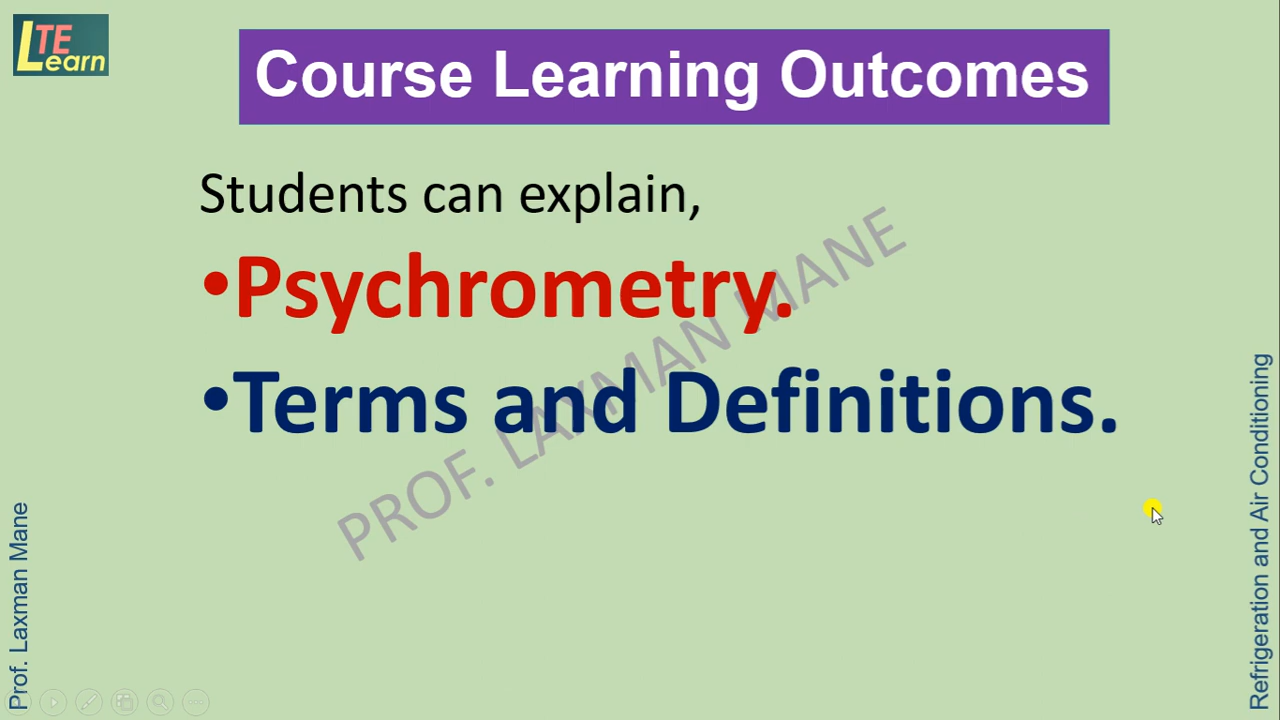 LTE
Learn
Course Learning Outcomes
Students can explain,
•Psychrometry.
•Terms and Definitions.
PROF. LAXMAN MANE
Prof. Laxman Mane
Refrigeration and Air Conditioning